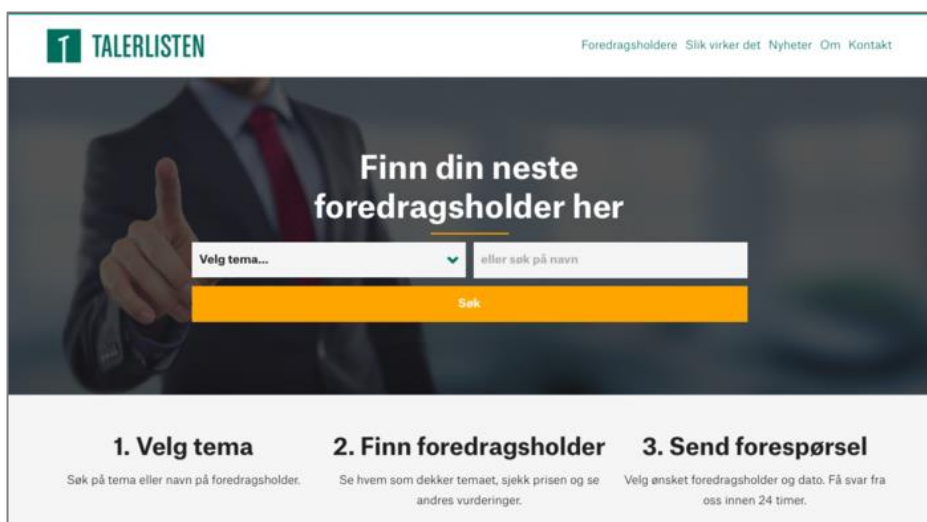 TALERLISTEN
Foredragsholdere Slik virker det Nyheter Om Kontakt
Finn din neste
foredragsholder her
Velg tema...
eller søk på navn
Søk
1. Velg tema
Søk på tema eller navn på foredragsholder.
2. Finn foredragsholder
Se hvem som dekker temaet, sjekk prisen og se
andres vurderinger.
3. Send forespørsel
Velg ønsket foredragsholder og dato. Få svar fra
oss innen 24 timer.